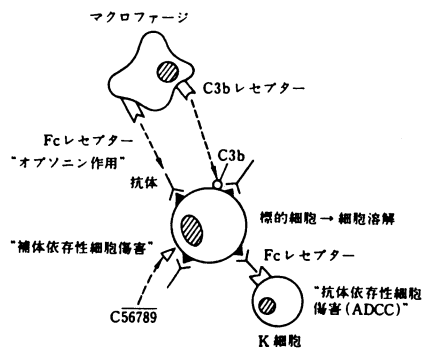 マクロファージ
C3bレセプター
Fcレセプター
“オプソニン作用”
C3b
抗体
標的細胞→細胞溶解
“補体依存性細胞傷害”
Fcレセプター
C56789
“抗体依存性細胞
傷害(ADCC)”
K細胞